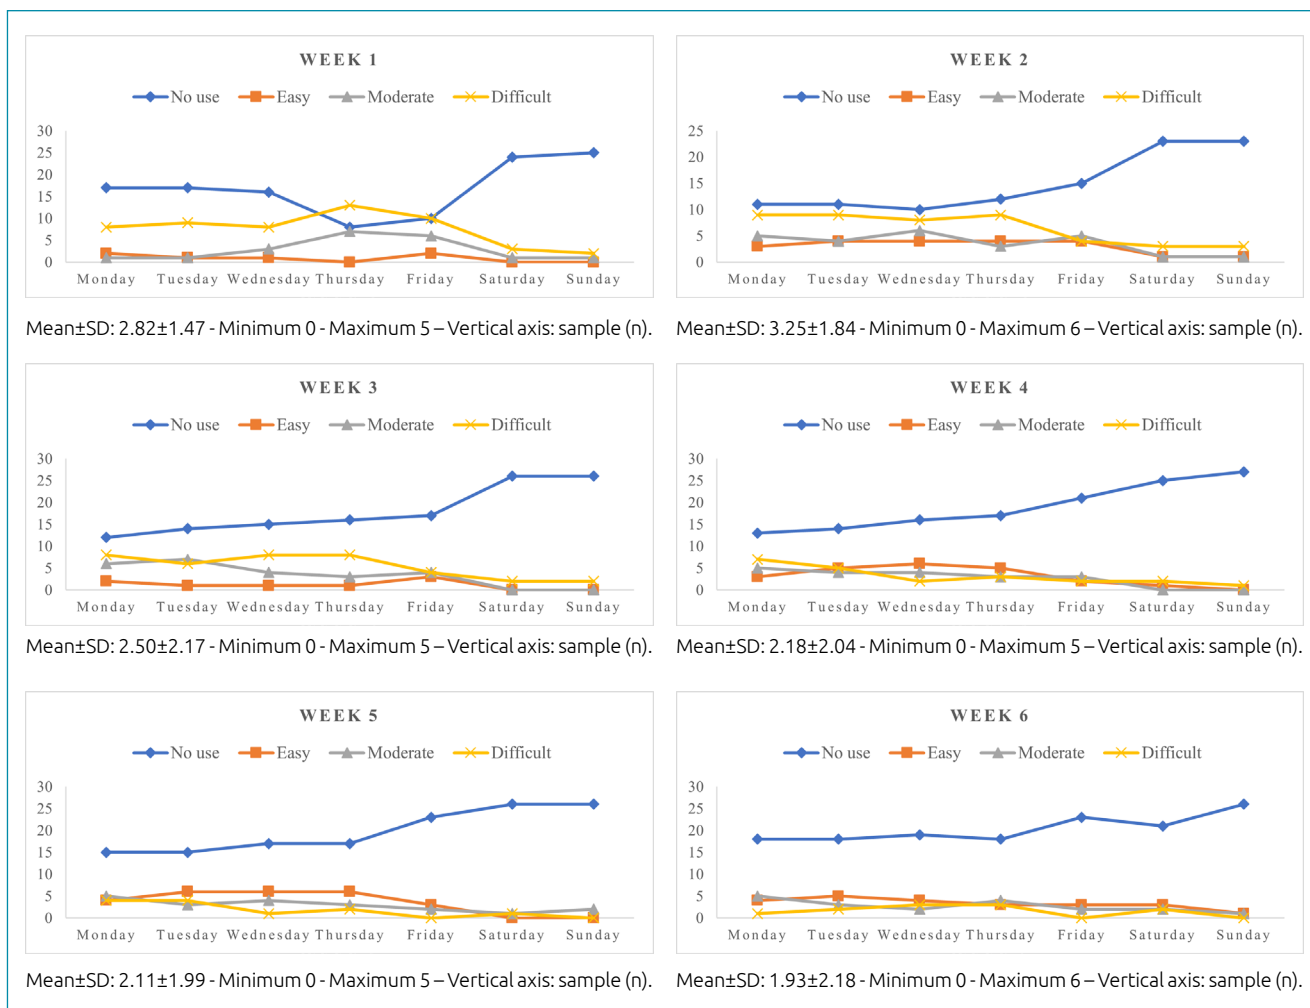 WEEK 1
No use Easy Moderate Difficult
30
25
20
15
10
5
0
Monday Tuesday Wednesday Thursday Friday Saturday Sunday
Mean±SD: 2.82±1.47 - Minimum 0 - Maximum 5 – Vertical axis: sample (n).
WEEK 2
No use Easy Moderate Difficult
25
20
15
10
5
0
Monday Tuesday Wednesday Thursday Friday Saturday Sunday
Mean±SD: 3.25±1.84 - Minimum 0 - Maximum 6 – Vertical axis: sample (n).
WEEK 3
No use Easy Moderate Difficult
30
25
20
15
10
5
0
Monday Tuesday Wednesday Thursday Friday Saturday Sunday
Mean±SD: 2.50±2.17 - Minimum 0 - Maximum 5 – Vertical axis: sample (n).
WEEK 4
No use Easy Moderate Difficult
30
25
20
15
10
5
0
Monday Tuesday Wednesday Thursday Friday Saturday Sunday
Mean±SD: 2.18±2.04 - Minimum 0 - Maximum 5 – Vertical axis: sample (n).
WEEK 5
No use Easy Moderate Difficult
30
25
20
15
10
5
0
Monday Tuesday Wednesday Thursday Friday Saturday Sunday
Mean±SD: 2.11±1.99 - Minimum 0 - Maximum 5 – Vertical axis: sample (n).
WEEK 6
No use Easy Moderate Difficult
30
25
20
15
10
5
0
Monday Tuesday Wednesday Thursday Friday Saturday Sunday
Mean±SD: 1.93±2.18 - Minimum 0 - Maximum 6 – Vertical axis: sample (n).